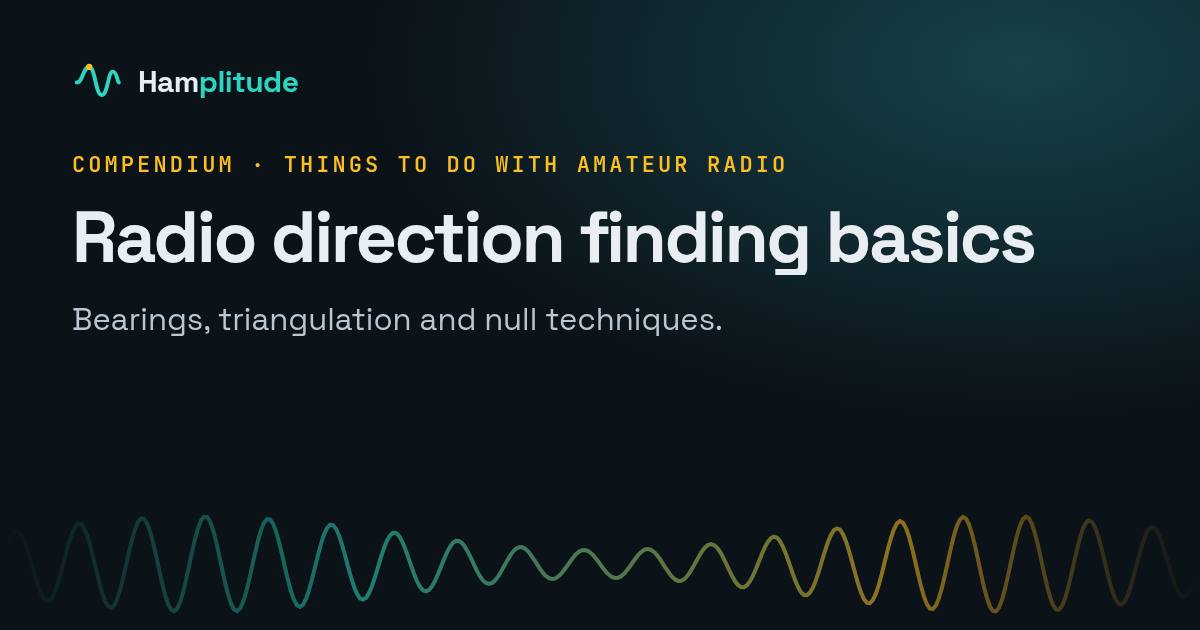 Hamplitude
COMPENDIUM · THINGS TO DO WITH AMATEUR RADIO
Radio direction finding basics
Bearings, triangulation and null techniques.